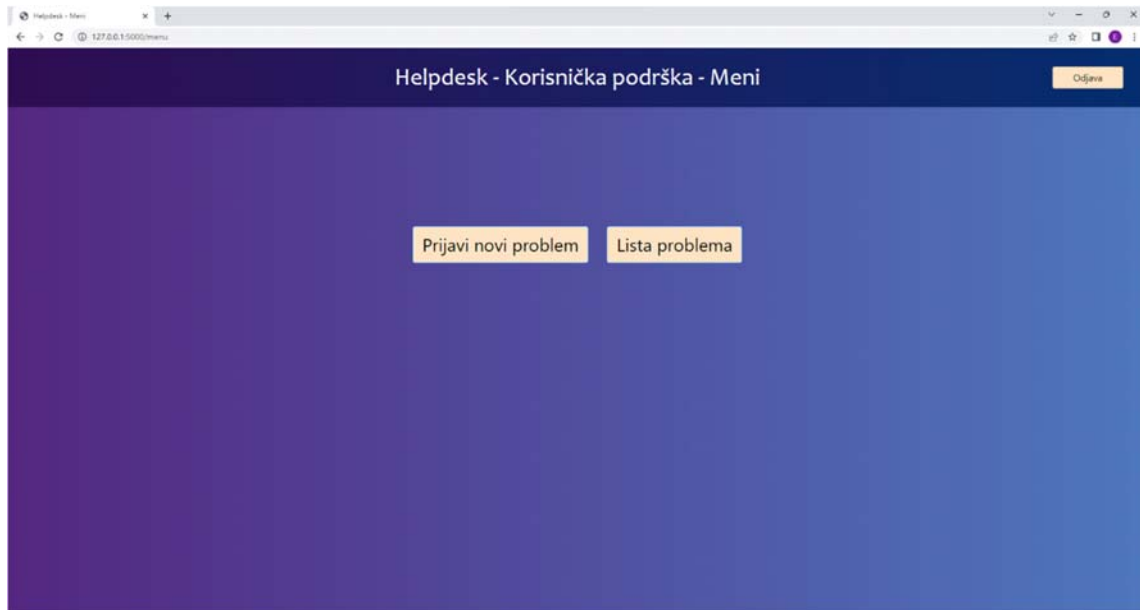 Helpdesk - Meni
127.0.0.1:5000/menu
E
Helpdesk - Korisnička podrška - Meni
Odjava
Prijavi novi problem
Lista problema